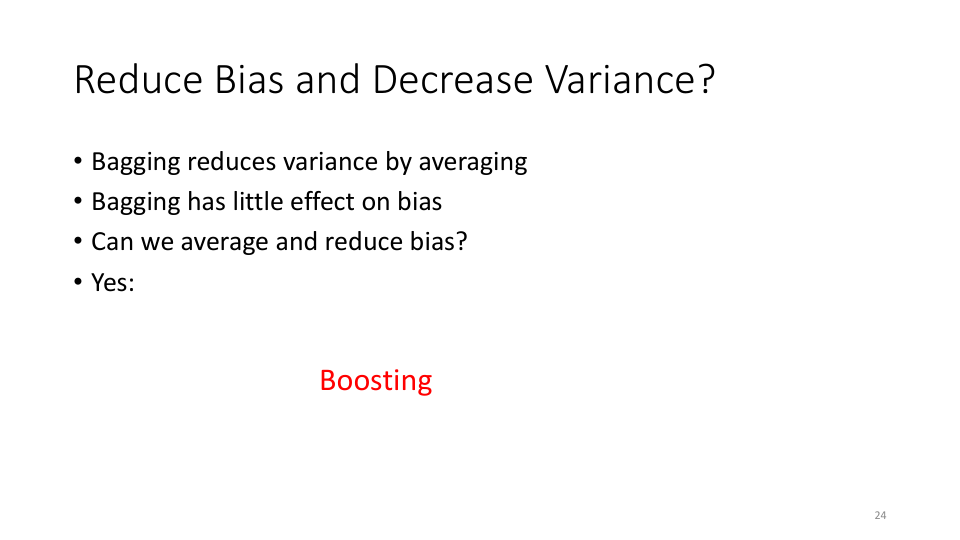 Reduce Bias and Decrease Variance?
• Bagging reduces variance by averaging
• Bagging has little effect on bias
• Can we average and reduce bias?
• Yes:
Boosting
24